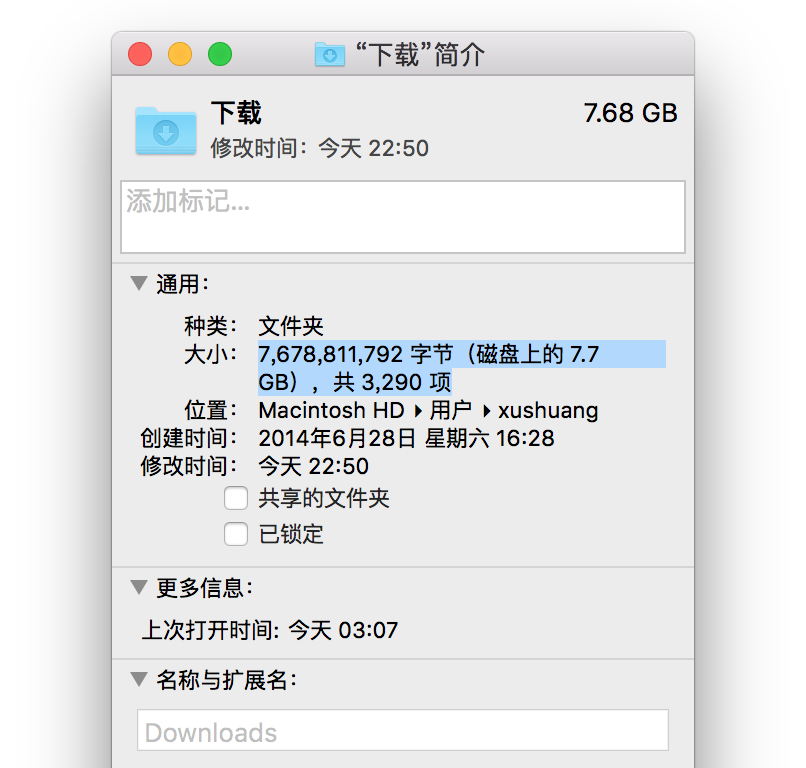 “下载”简介
下载
7.68 GB
修改时间：今天 22:50
添加标记...
通用：
种类： 文件夹
大小： 7,678,811,792 字节（磁盘上的 7.7
GB），共 3,290 项
位置： Macintosh HD ▸ 用户 ▸ xushuang
创建时间： 2014年6月28日 星期六 16:28
修改时间： 今天 22:50
共享的文件夹
已锁定
更多信息：
上次打开时间: 今天 03:07
名称与扩展名：
Downloads